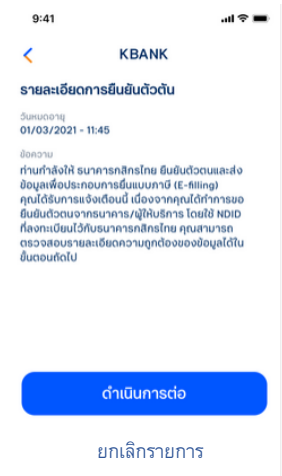 9:41
KBANK
รายละเอียดการยืนยันตัวตัน
วันหมดอายุ
01/03/2021 - 11:45
ข้อความ
ท่านกำลังให้ ธนาคารกสิกรไทย ยืนยันตัวตนและส่ง
ข้อมูลเพื่อประกอบการยื่นแบบภาษี (E-filling)
คุณได้รับการแจ้งเตือนนี้ เนื่องจากคุณได้ทำการขอ
ยืนยันตัวตนจากธนาคาร/ผู้ให้บริการ โดยใช้ NDID
ที่ลงทะเบียนไว้กับธนาคารกสิกรไทย คุณสามารถ
ตรวจสอบรายละเอียดความถูกต้องของข้อมูลได้ใน
ขั้นตอนถัดไป
ดำเนินการต่อ
ยกเลิกรายการ